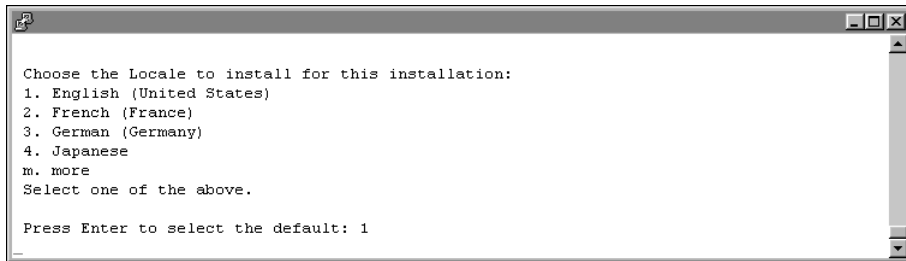 Choose the Locale to install for this installation:
1. English (United States)
2. French (France)
3. German (Germany)
4. Japanese
m. more
Select one of the above.
Press Enter to select the default: 1